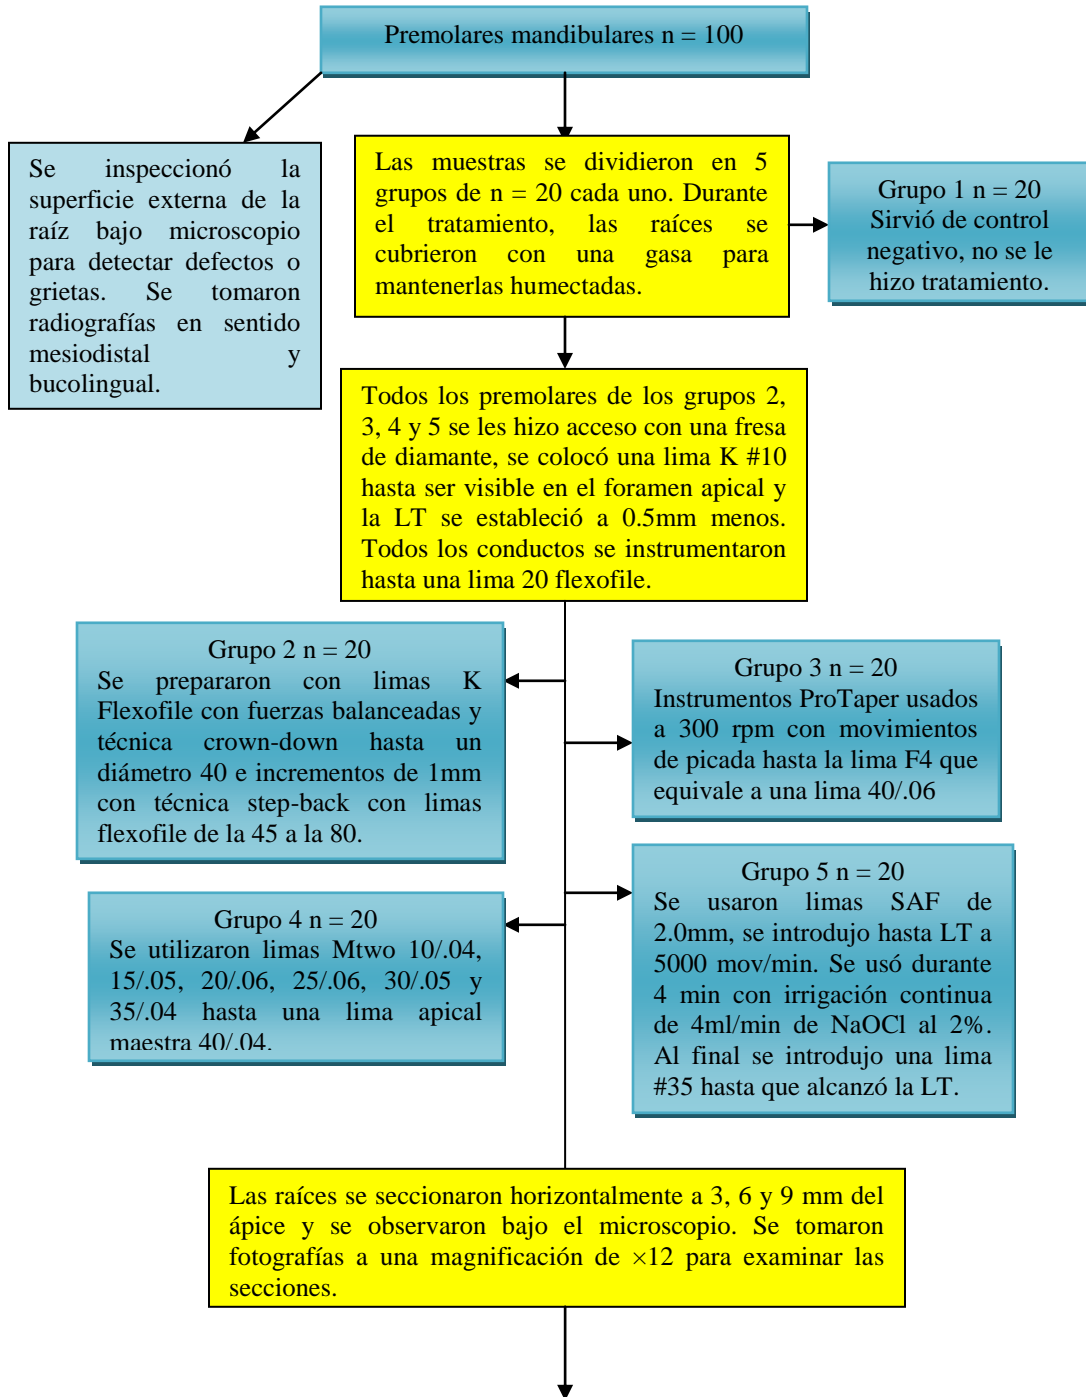 Premolares mandibulares n = 100
Se inspeccionó la
superficie externa de la
raíz bajo microscopio
para detectar defectos o
grietas. Se tomaron
radiografías en sentido
mesiodistal y
bucolingual.
Las muestras se dividieron en 5
grupos de n = 20 cada uno. Durante
el tratamiento, las raíces se
cubrieron con una gasa para
mantenerlas humectadas.
Grupo 1 n = 20
Sirvió de control
negativo, no se le
hizo tratamiento.
Todos los premolares de los grupos 2,
3, 4 y 5 se les hizo acceso con una fresa
de diamante, se colocó una lima K #10
hasta ser visible en el foramen apical y
la LT se estableció a 0.5mm menos.
Todos los conductos se instrumentaron
hasta una lima 20 flexofile.
Grupo 2 n = 20
Se prepararon con limas K
Flexofile con fuerzas balanceadas y
técnica crown-down hasta un
diámetro 40 e incrementos de 1mm
con técnica step-back con limas
flexofile de la 45 a la 80.
Grupo 3 n = 20
Instrumentos ProTaper usados
a 300 rpm con movimientos
de picada hasta la lima F4 que
equivale a una lima 40/.06
Grupo 4 n = 20
Se utilizaron limas Mtwo 10/.04,
15/.05, 20/.06, 25/.06, 30/.05 y
35/.04 hasta una lima apical
maestra 40/.04.
Grupo 5 n = 20
Se usaron limas SAF de
2.0mm, se introdujo hasta LT a
5000 mov/min. Se usó durante
4 min con irrigación continua
de 4ml/min de NaOCl al 2%.
Al final se introdujo una lima
#35 hasta que alcanzó la LT.
Las raíces se seccionaron horizontalmente a 3, 6 y 9 mm del
ápice y se observaron bajo el microscopio. Se tomaron
fotografías a una magnificación de ×12 para examinar las
secciones.